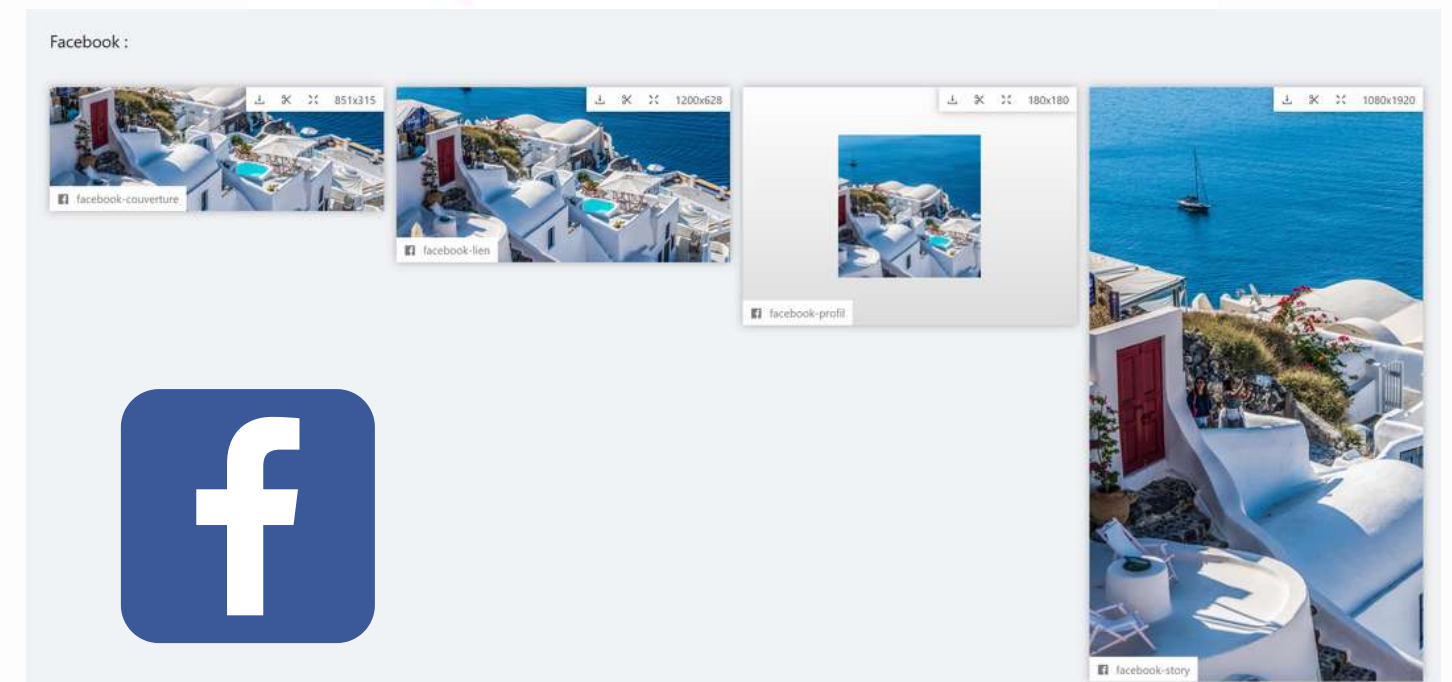 Facebook :
851x315
facebook-couverture
1200x628
facebook-lien
180x180
facebook-profil
1080x1920
facebook-story